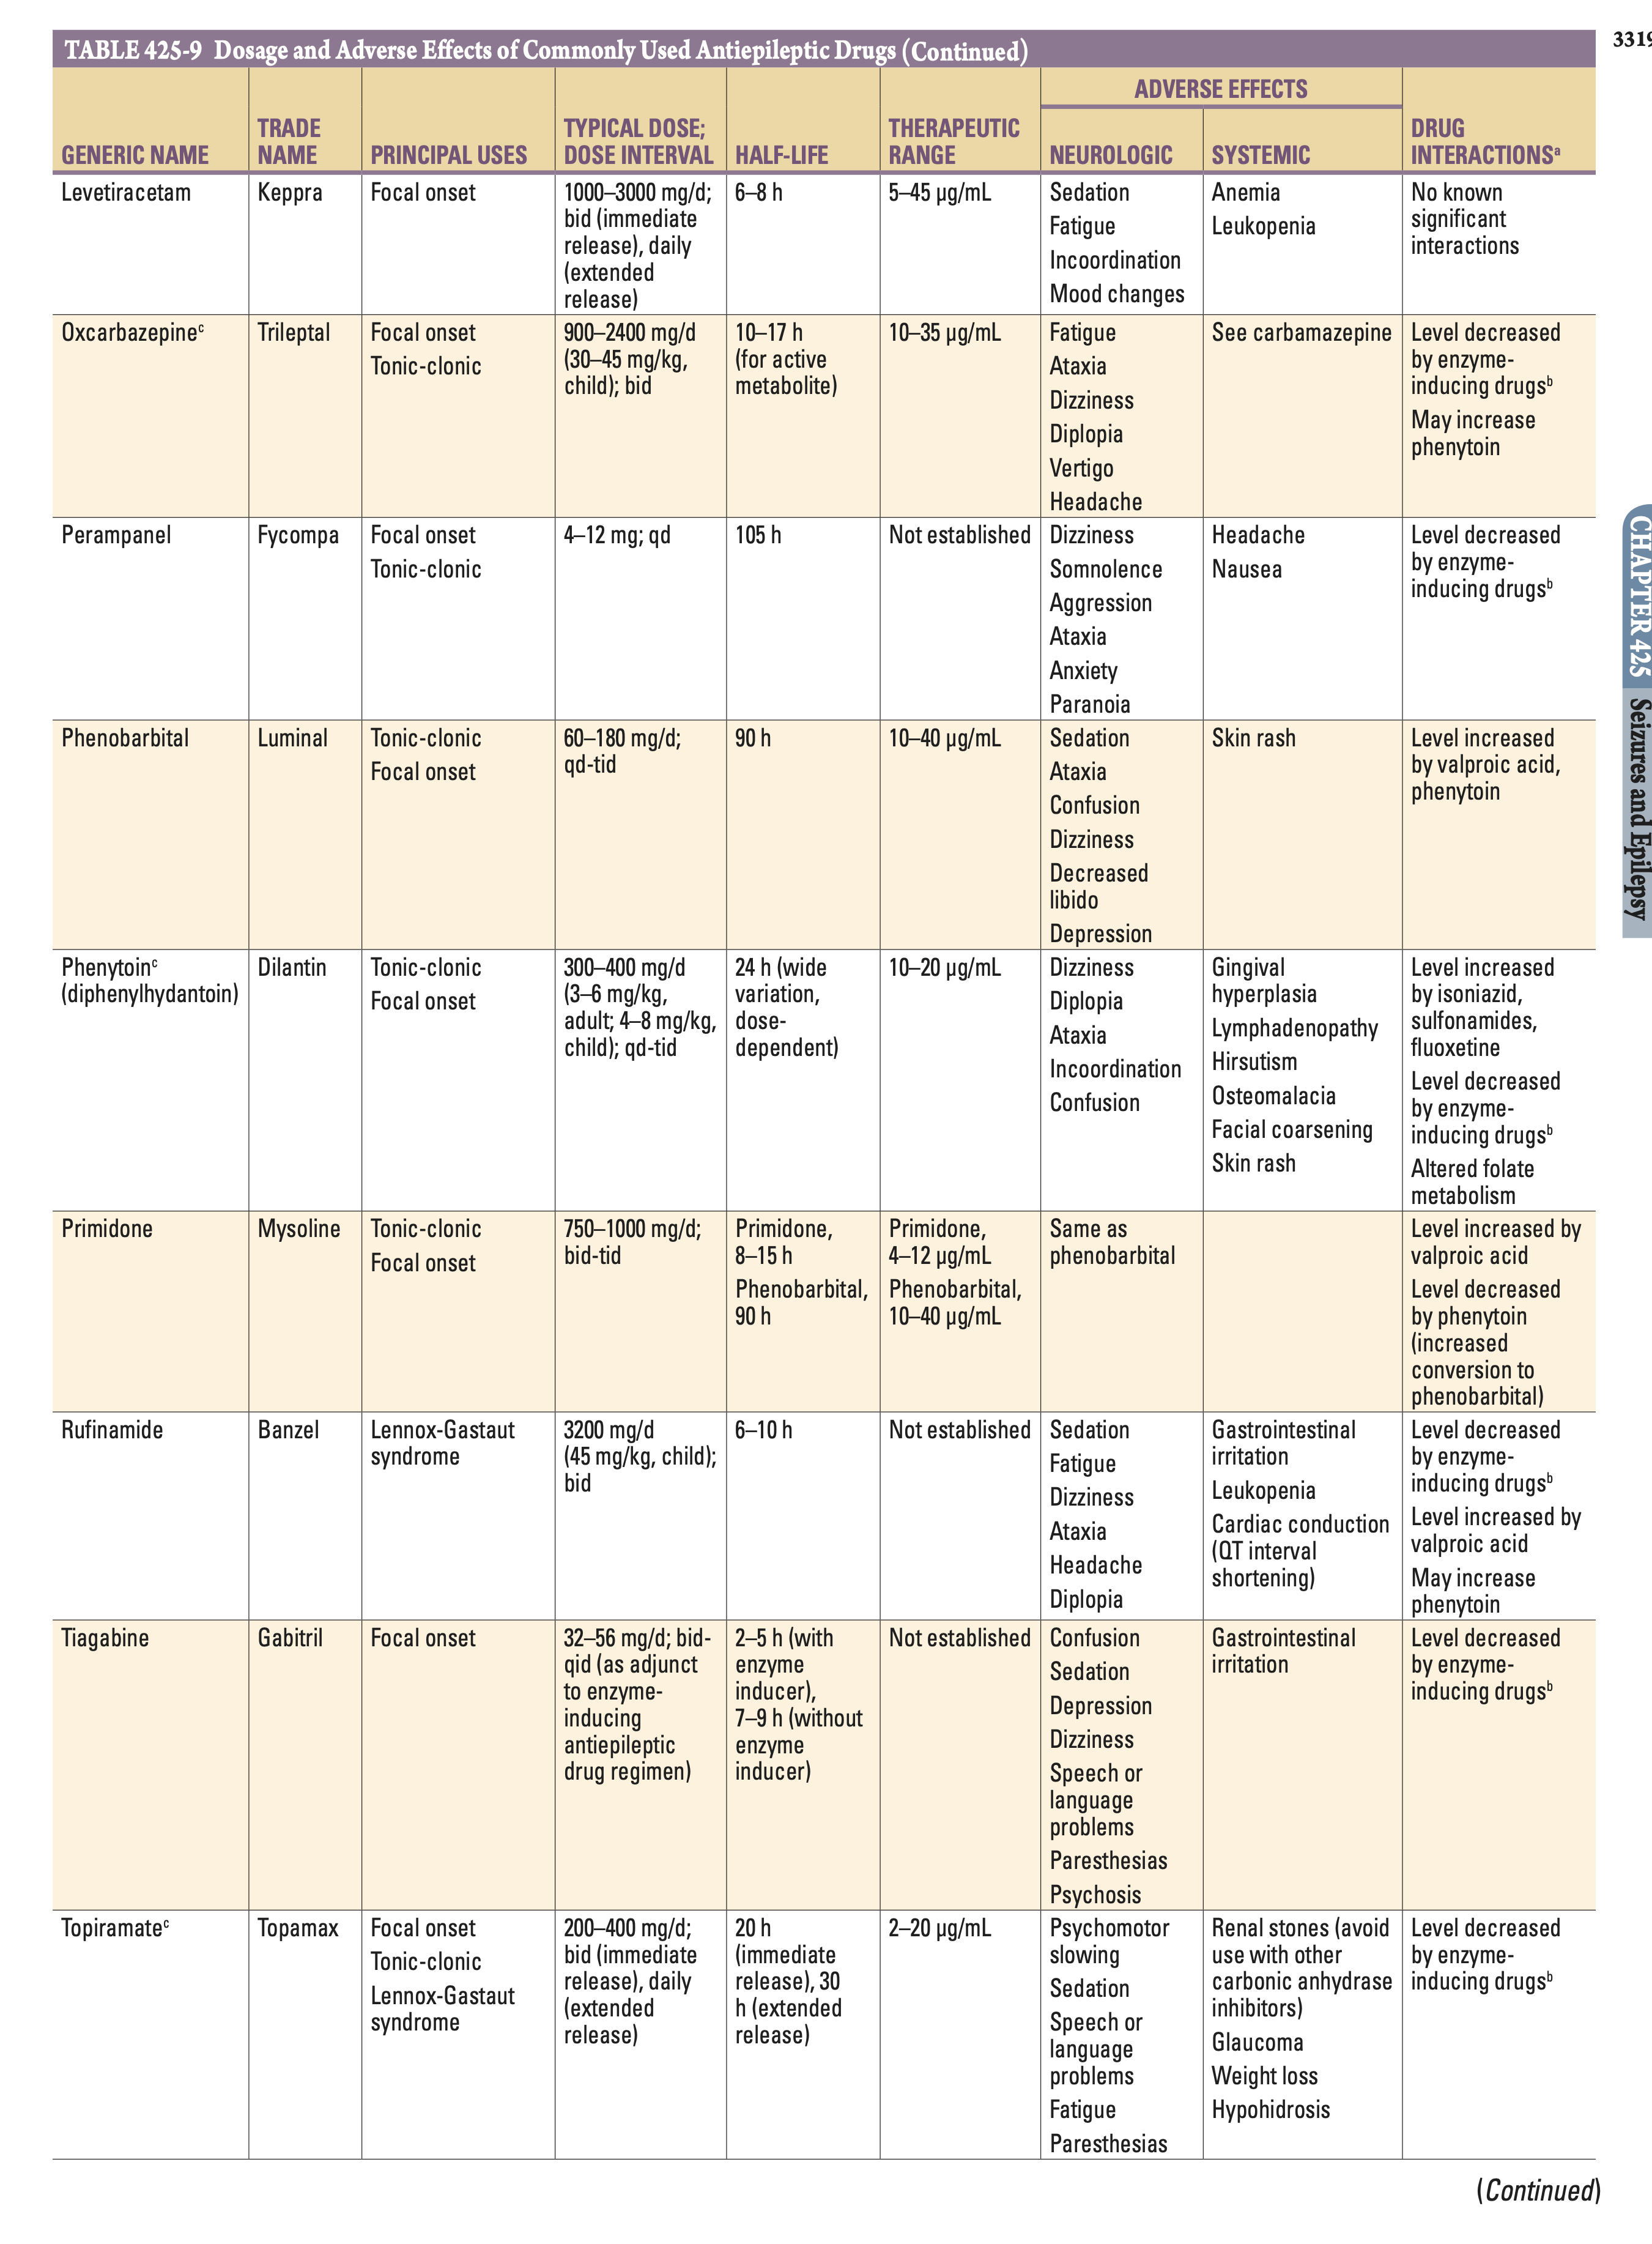 TABLE 425-9 Dosage and Adverse Effects of Commonly Used Antiepileptic Drugs (Continued)
3319
GENERIC NAME
TRADE
NAME
PRINCIPAL USES
TYPICAL DOSE;
DOSE INTERVAL
HALF-LIFE
THERAPEUTIC
RANGE
ADVERSE EFFECTS
NEUROLOGIC
SYSTEMIC
DRUG
INTERACTIONSᵃ
Levetiracetam
Keppra
Focal onset
1000–3000 mg/d;
bid (immediate
release), daily
(extended
release)
6–8 h
5–45 μg/mL
Sedation
Fatigue
Incoordination
Mood changes
Anemia
Leukopenia
No known
significant
interactions
Oxcarbazepineᶜ
Trileptal
Focal onset
Tonic-clonic
900–2400 mg/d
(30–45 mg/kg,
child); bid
10–17 h
(for active
metabolite)
10–35 μg/mL
Fatigue
Ataxia
Dizziness
Diplopia
Vertigo
Headache
See carbamazepine
Level decreased
by enzyme-
inducing drugsᵇ
May increase
phenytoin
Perampanel
Fycompa
Focal onset
Tonic-clonic
4–12 mg; qd
105 h
Not established
Dizziness
Somnolence
Aggression
Ataxia
Anxiety
Paranoia
Headache
Nausea
Level decreased
by enzyme-
inducing drugsᵇ
Phenobarbital
Luminal
Tonic-clonic
Focal onset
60–180 mg/d;
qd-tid
90 h
10–40 μg/mL
Sedation
Ataxia
Confusion
Dizziness
Decreased
libido
Depression
Skin rash
Level increased
by valproic acid,
phenytoin
Phenytoinᶜ
(diphenylhydantoin)
Dilantin
Tonic-clonic
Focal onset
300–400 mg/d
(3–6 mg/kg,
adult; 4–8 mg/kg,
child); qd-tid
24 h (wide
variation,
dose-
dependent)
10–20 μg/mL
Dizziness
Diplopia
Ataxia
Incoordination
Confusion
Gingival
hyperplasia
Lymphadenopathy
Hirsutism
Osteomalacia
Facial coarsening
Skin rash
Level increased
by isoniazid,
sulfonamides,
fluoxetine
Level decreased
by enzyme-
inducing drugsᵇ
Altered folate
metabolism
Primidone
Mysoline
Tonic-clonic
Focal onset
750–1000 mg/d;
bid-tid
Primidone,
8–15 h
Phenobarbital,
90 h
Primidone,
4–12 μg/mL
Phenobarbital,
10–40 μg/mL
Same as
phenobarbital
Level increased by
valproic acid
Level decreased
by phenytoin
(increased
conversion to
phenobarbital)
Rufinamide
Banzel
Lennox-Gastaut
syndrome
3200 mg/d
(45 mg/kg, child);
bid
6–10 h
Not established
Sedation
Fatigue
Dizziness
Ataxia
Headache
Diplopia
Gastrointestinal
irritation
Leukopenia
Cardiac conduction
(QT interval
shortening)
Level decreased
by enzyme-
inducing drugsᵇ
Level increased by
valproic acid
May increase
phenytoin
Tiagabine
Gabitril
Focal onset
32–56 mg/d; bid-
qid (as adjunct
to enzyme-
inducing
antiepileptic
drug regimen)
2–5 h (with
enzyme
inducer),
7–9 h (without
enzyme
inducer)
Not established
Confusion
Sedation
Depression
Dizziness
Speech or
language
problems
Paresthesias
Psychosis
Gastrointestinal
irritation
Level decreased
by enzyme-
inducing drugsᵇ
Topiramateᶜ
Topamax
Focal onset
Tonic-clonic
Lennox-Gastaut
syndrome
200–400 mg/d;
bid (immediate
release), daily
(extended
release)
20 h
(immediate
release), 30
h (extended
release)
2–20 μg/mL
Psychomotor
slowing
Sedation
Speech or
language
problems
Fatigue
Paresthesias
Renal stones (avoid
use with other
carbonic anhydrase
inhibitors)
Glaucoma
Weight loss
Hypohidrosis
Level decreased
by enzyme-
inducing drugsᵇ
(Continued)
CHAPTER 425
Seizures and Epilepsy